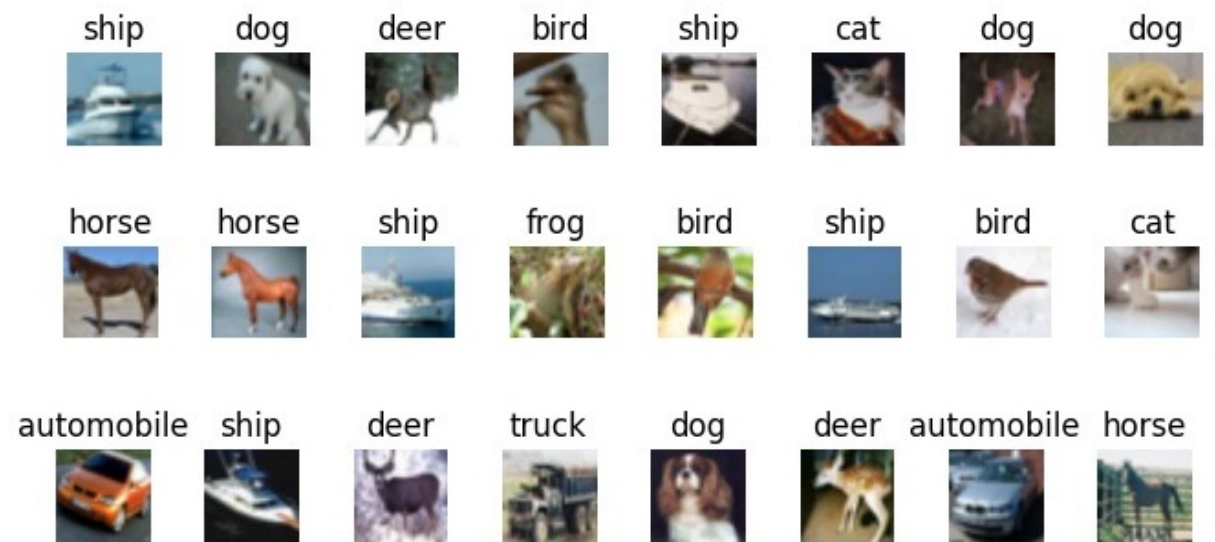 ship dog deer bird ship cat dog dog
horse horse ship frog bird ship bird cat
automobile ship deer truck dog deer automobile horse